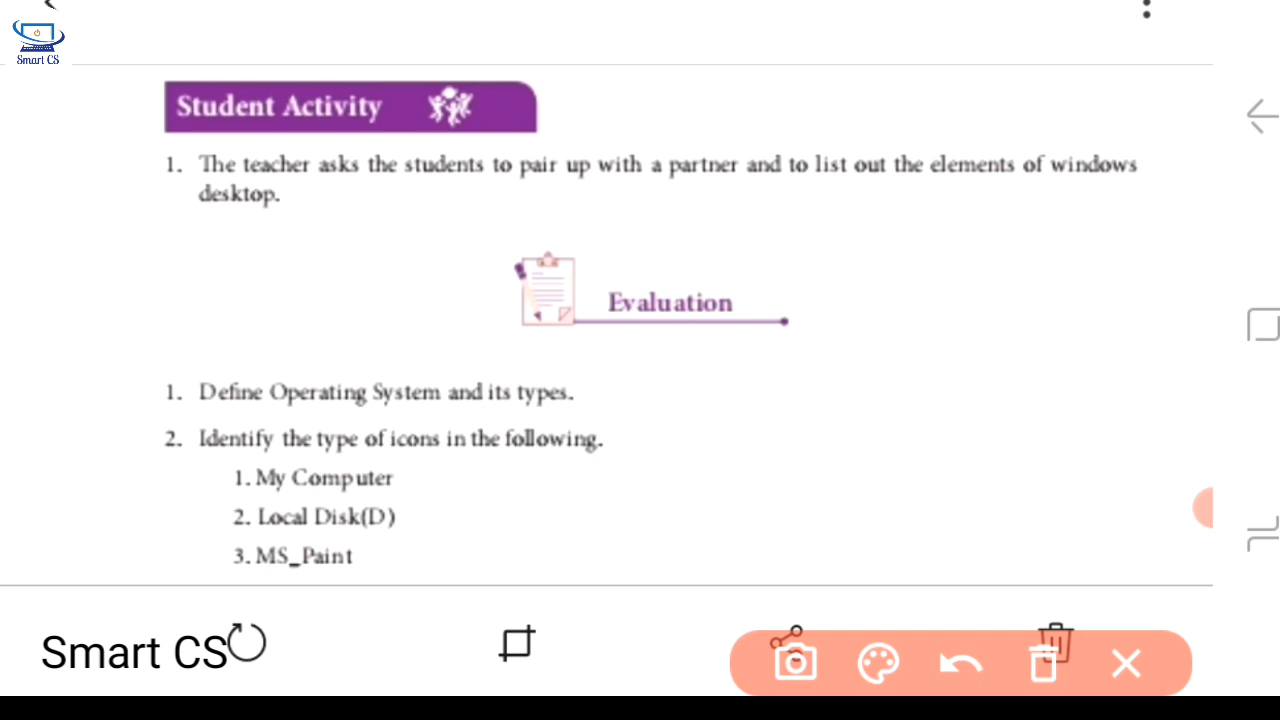 Smart CS
Student Activity
1. The teacher asks the students to pair up with a partner and to list out the elements of windows
desktop.
Evaluation
1. Define Operating System and its types.
2. Identify the type of icons in the following.
1. My Computer
2. Local Disk(D)
3. MS_Paint
Smart CS